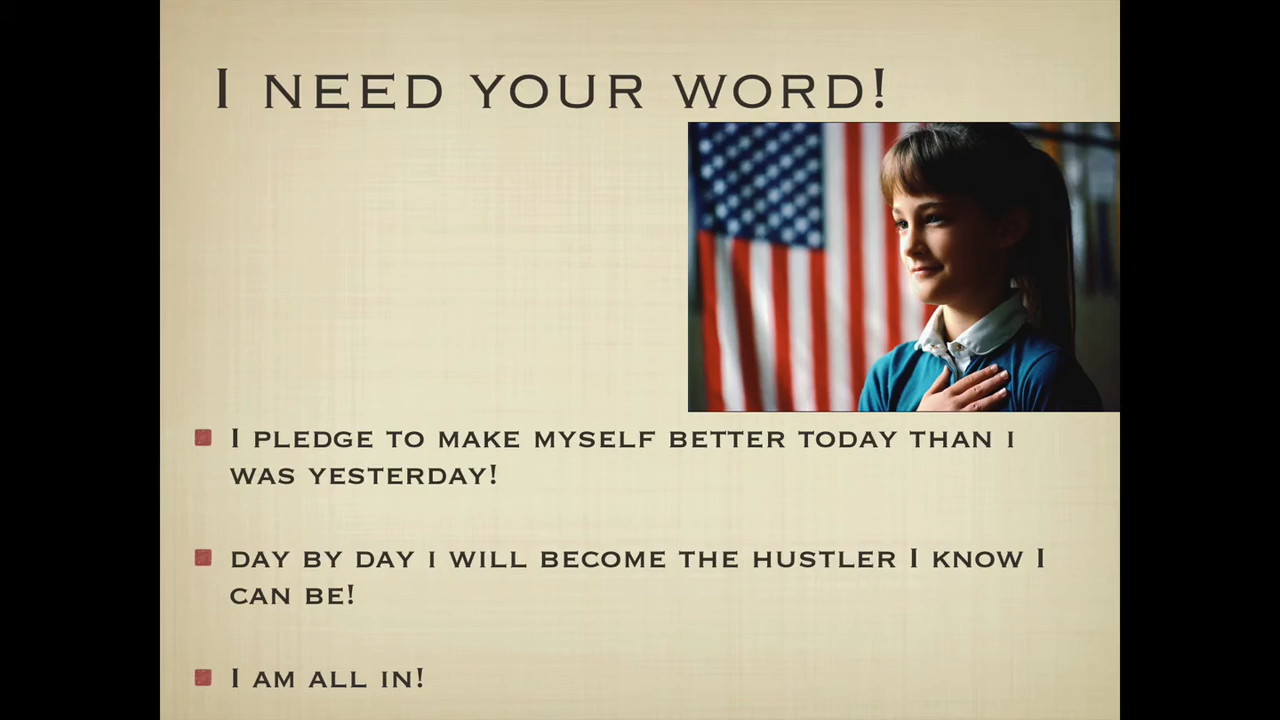 I NEED YOUR WORD!
I PLEDGE TO MAKE MYSELF BETTER TODAY THAN I
WAS YESTERDAY!
DAY BY DAY I WILL BECOME THE HUSTLER I KNOW I
CAN BE!
I AM ALL IN!